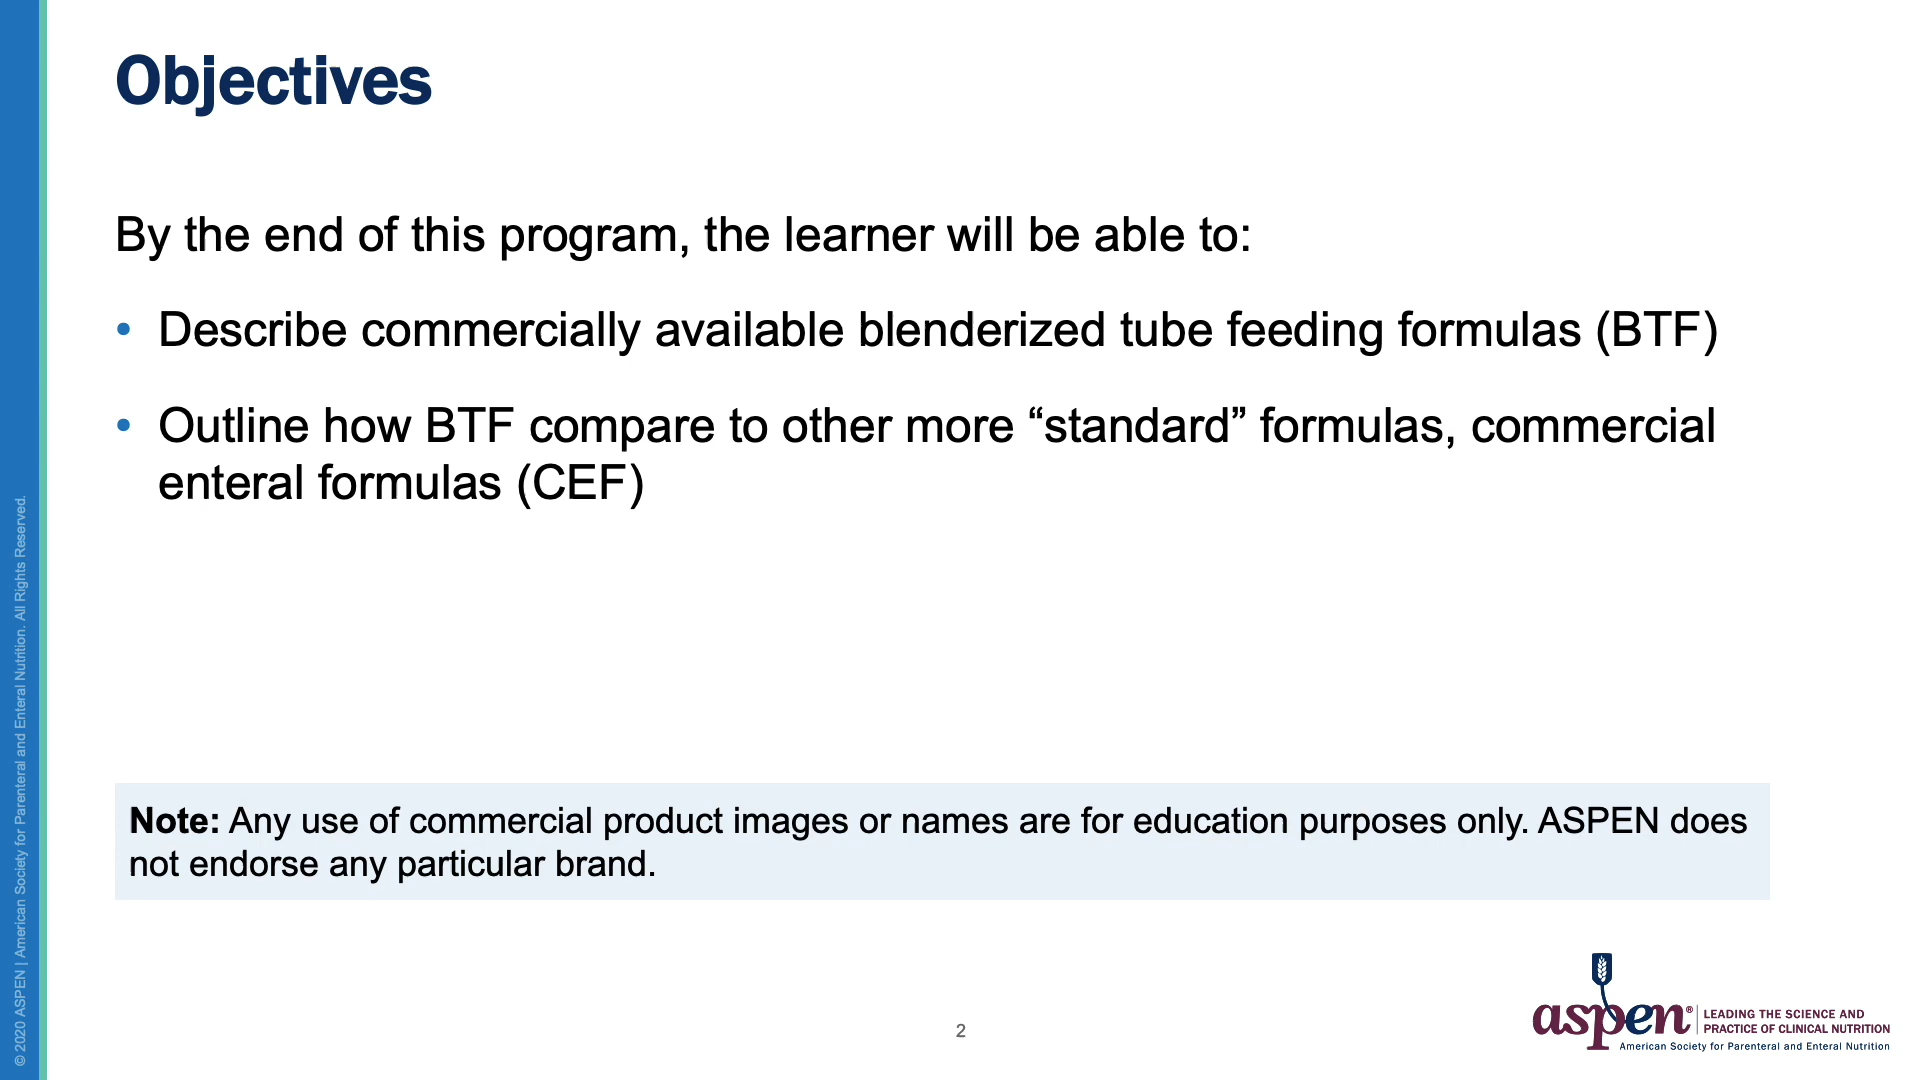 Objectives
By the end of this program, the learner will be able to:
• Describe commercially available blenderized tube feeding formulas (BTF)
• Outline how BTF compare to other more “standard” formulas, commercial
enteral formulas (CEF)
Note: Any use of commercial product images or names are for education purposes only. ASPEN does
not endorse any particular brand.
© 2020 ASPEN | American Society for Parenteral and Enteral Nutrition. All Rights Reserved.
2
aspen®
LEADING THE SCIENCE AND
PRACTICE OF CLINICAL NUTRITION
American Society for Parenteral and Enteral Nutrition